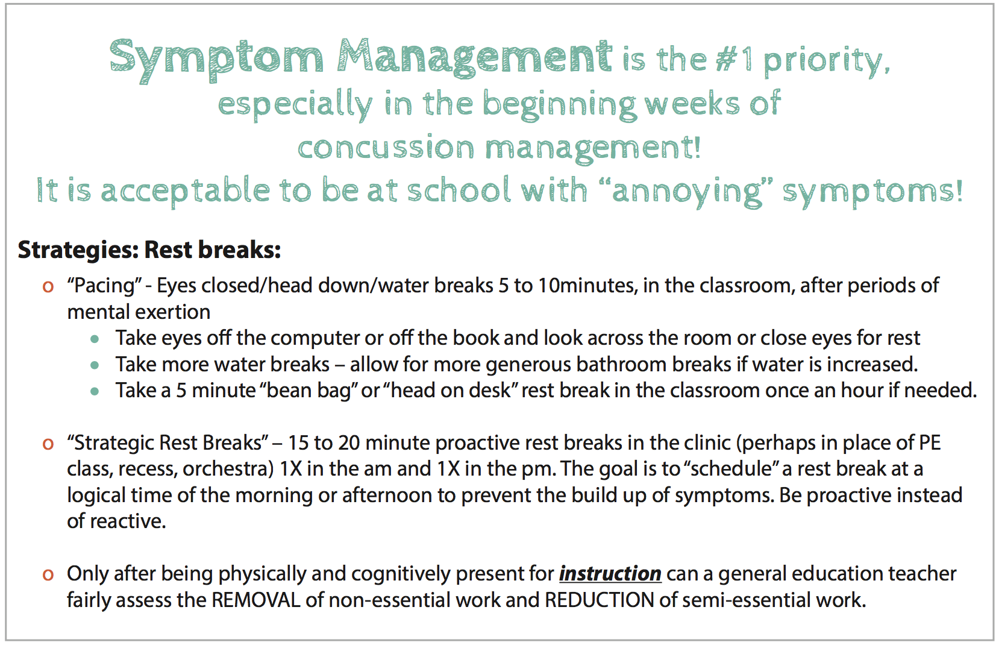 Symptom Management is the #1 priority,
especially in the beginning weeks of
concussion management!
It is acceptable to be at school with “annoying” symptoms!
Strategies: Rest breaks:
o “Pacing” - Eyes closed/head down/water breaks 5 to 10minutes, in the classroom, after periods of
mental exertion
• Take eyes off the computer or off the book and look across the room or close eyes for rest
• Take more water breaks – allow for more generous bathroom breaks if water is increased.
• Take a 5 minute “bean bag” or “head on desk” rest break in the classroom once an hour if needed.
o “Strategic Rest Breaks” – 15 to 20 minute proactive rest breaks in the clinic (perhaps in place of PE
class, recess, orchestra) 1X in the am and 1X in the pm. The goal is to “schedule” a rest break at a
logical time of the morning or afternoon to prevent the build up of symptoms. Be proactive instead
of reactive.
o Only after being physically and cognitively present for instruction can a general education teacher
fairly assess the REMOVAL of non-essential work and REDUCTION of semi-essential work.